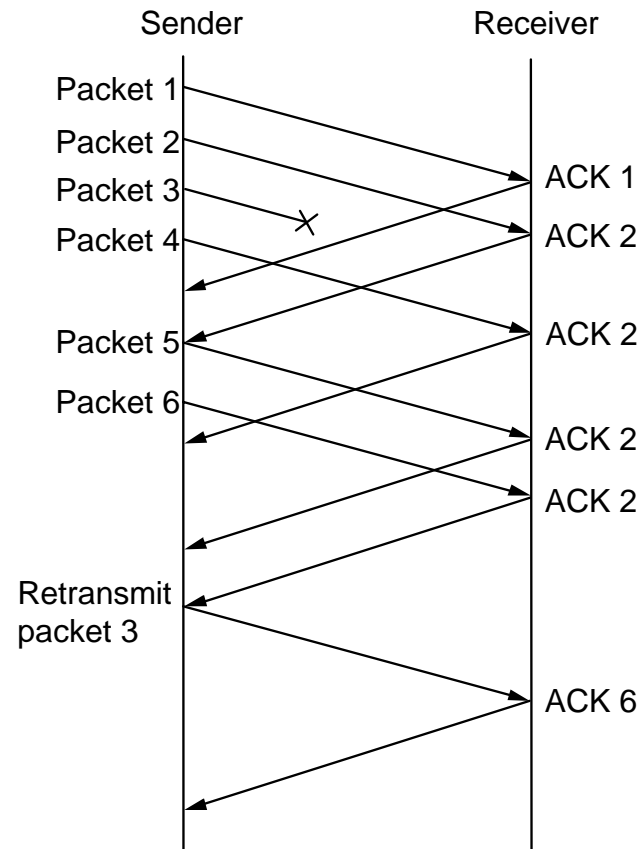 Sender
Receiver
Packet 1
Packet 2
ACK 1
Packet 3
Packet 4
ACK 2
Packet 5
ACK 2
Packet 6
ACK 2
ACK 2
Retransmit
packet 3
ACK 6